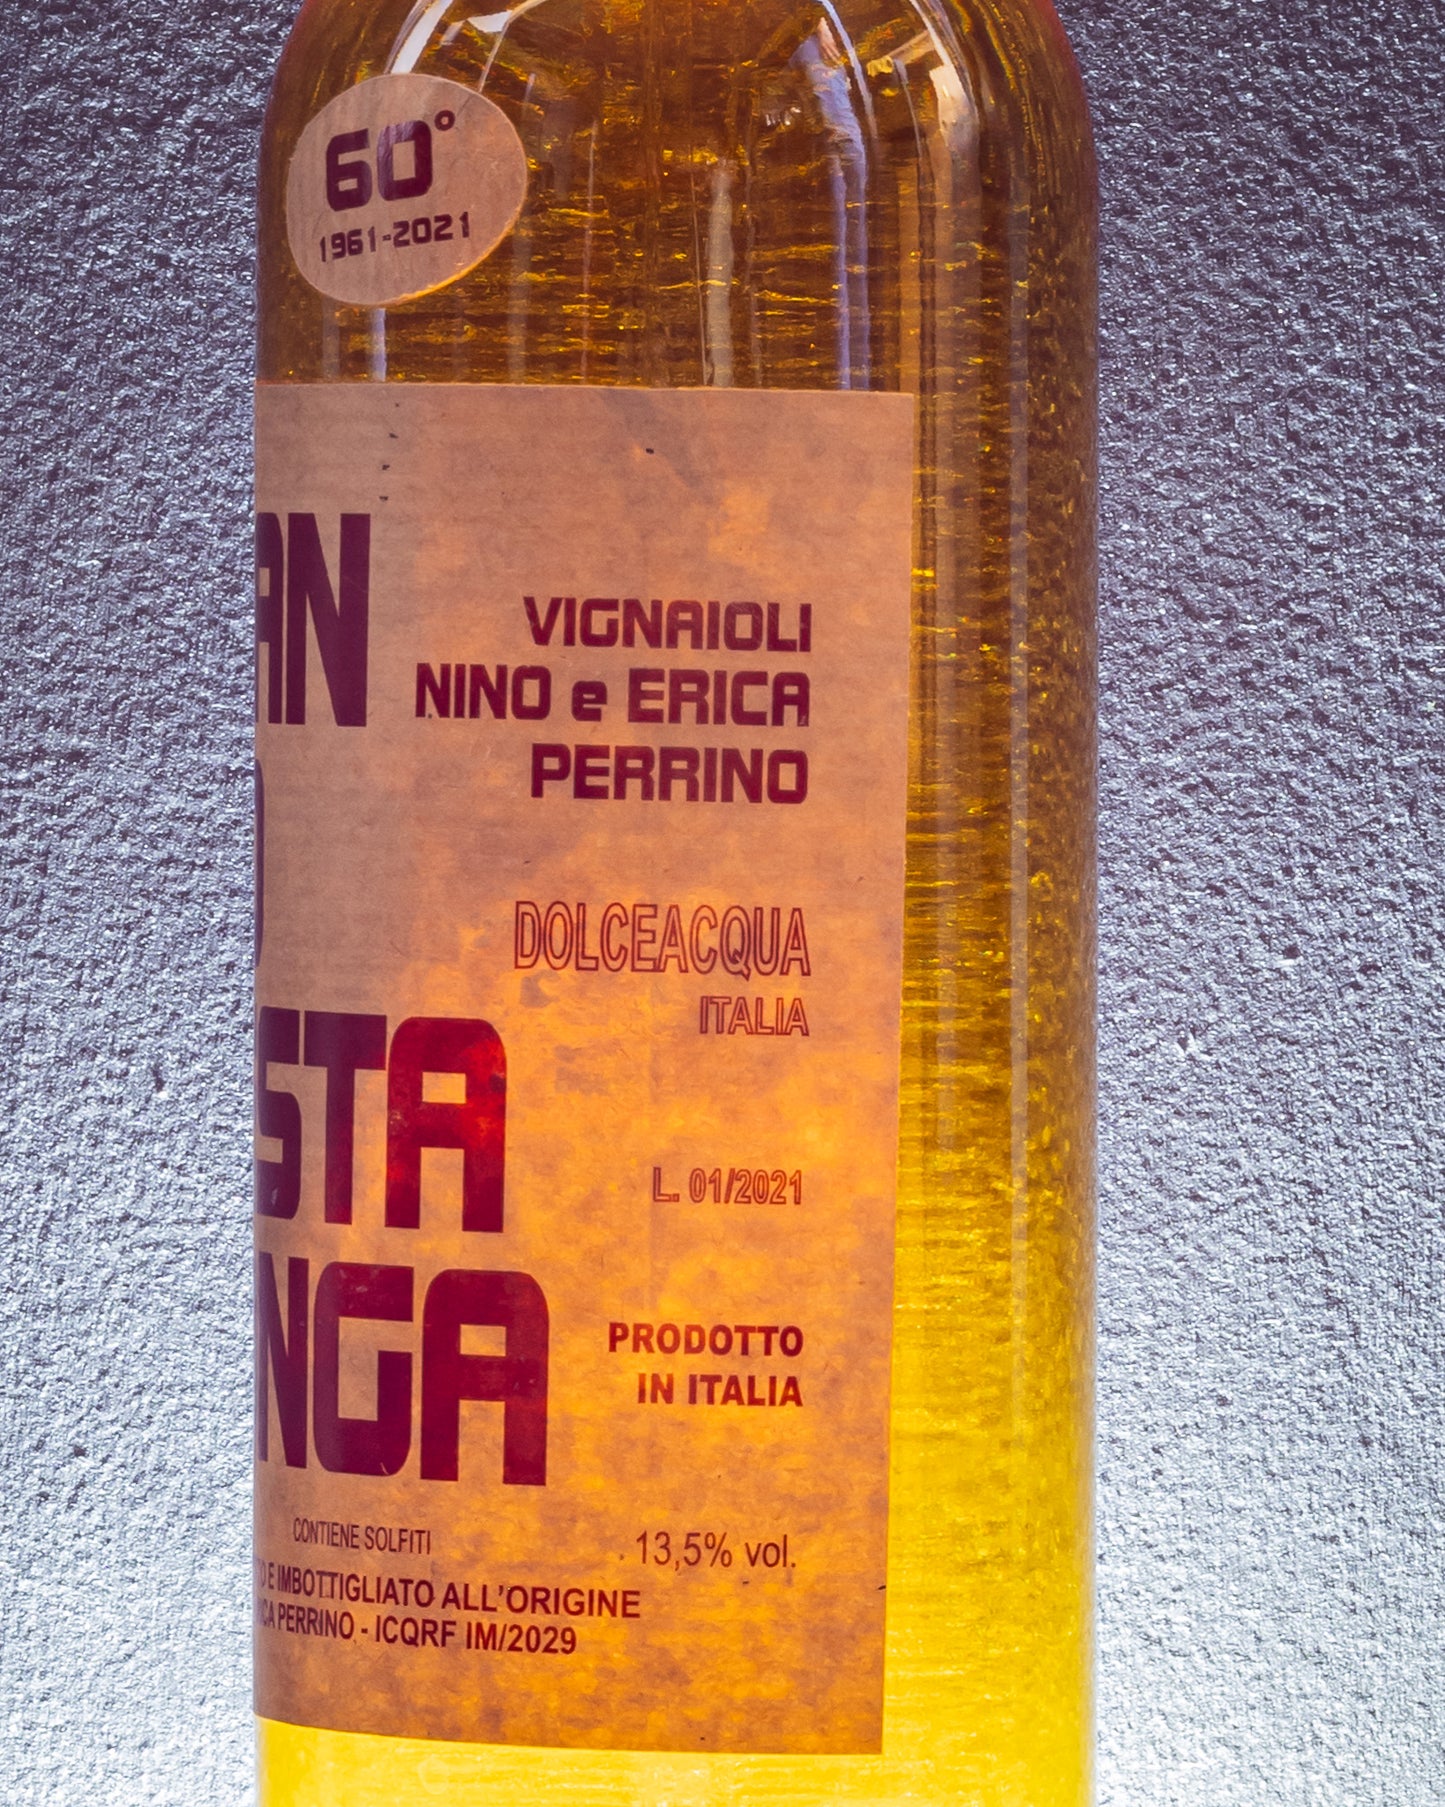 60°
1961-2021
AN
VIGNAIOLI
NINO e ERICA
PERRINO
DOLCEACQUA
ITALIA
STA
L. 01/2021
NGA
PRODOTTO
IN ITALIA
CONTIENE SOLFITI
13,5% vol.
O E IMBOTTIGLIATO ALL'ORIGINE
CA PERRINO - ICQRF IM/2029